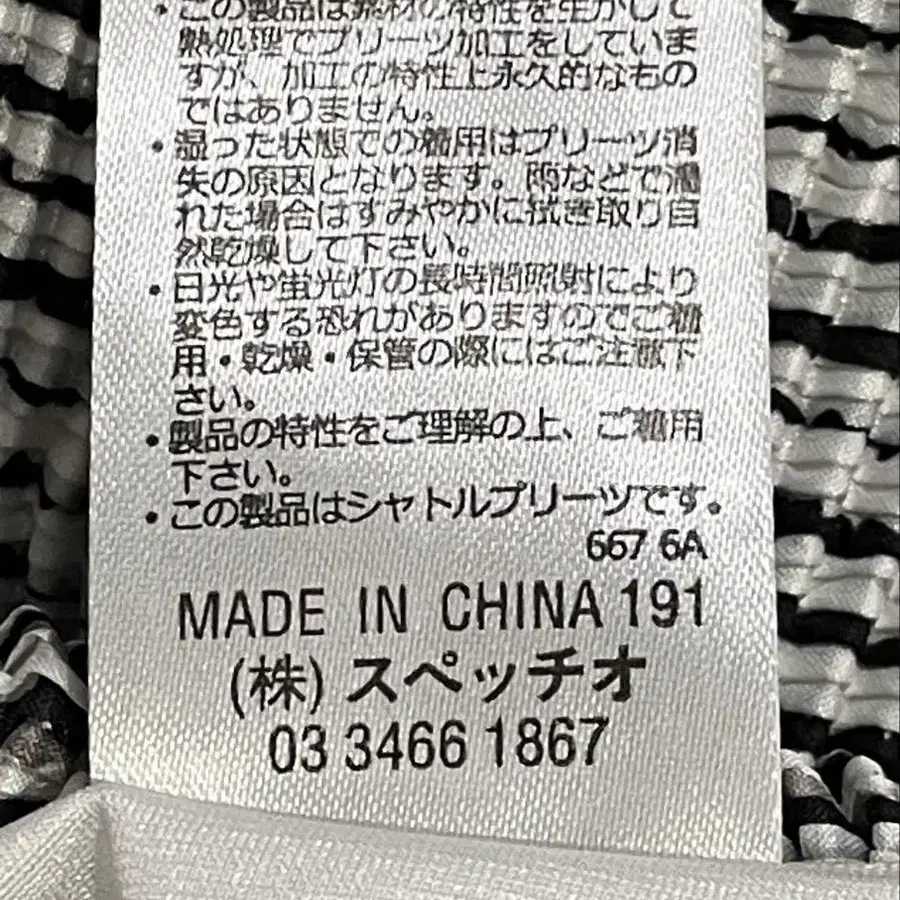 ・この製品は素材の特性を生かして
熱処理でプリーツ加工をしていま
すが、加工の特性上永久的なもの
ではありません。
・湿った状態での着用はプリーツ消
失の原因となります。雨などで濡
れた場合はすみやかに拭き取り自
然乾燥して下さい。
・日光や蛍光灯の長時間照射により
変色する恐れがありますのでご着
用・乾燥・保管の際にはご注意下
さい。
・製品の特性をご理解の上、ご着用
下さい。
・この製品はシャトルプリーツです。
667 6A
MADE IN CHINA 191
(株) スペッチオ
03 3466 1867